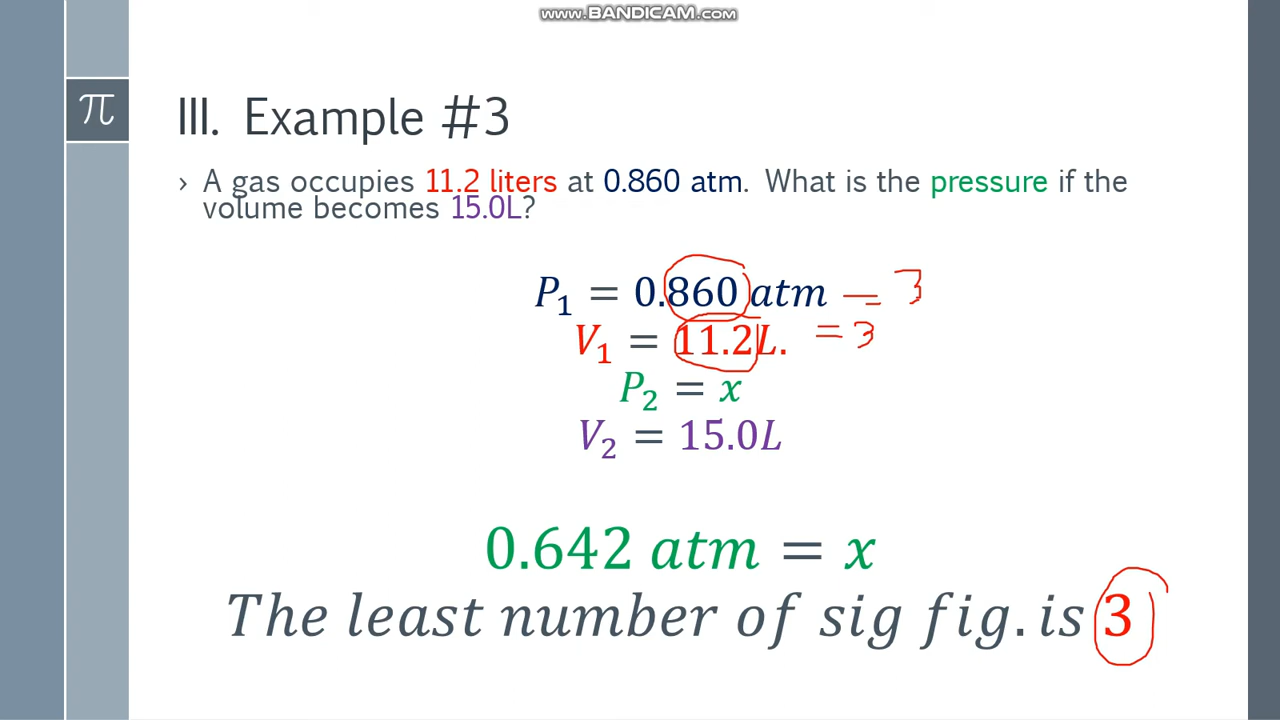 www.BANDICAM.com
π
III. Example #3
› A gas occupies 11.2 liters at 0.860 atm. What is the pressure if the
volume becomes 15.0L?
P₁ = 0.860 atm — = 3
V₁ = 11.2L. = 3
P₂ = x
V₂ = 15.0L
0.642 atm = x
The least number of sig fig. is 3